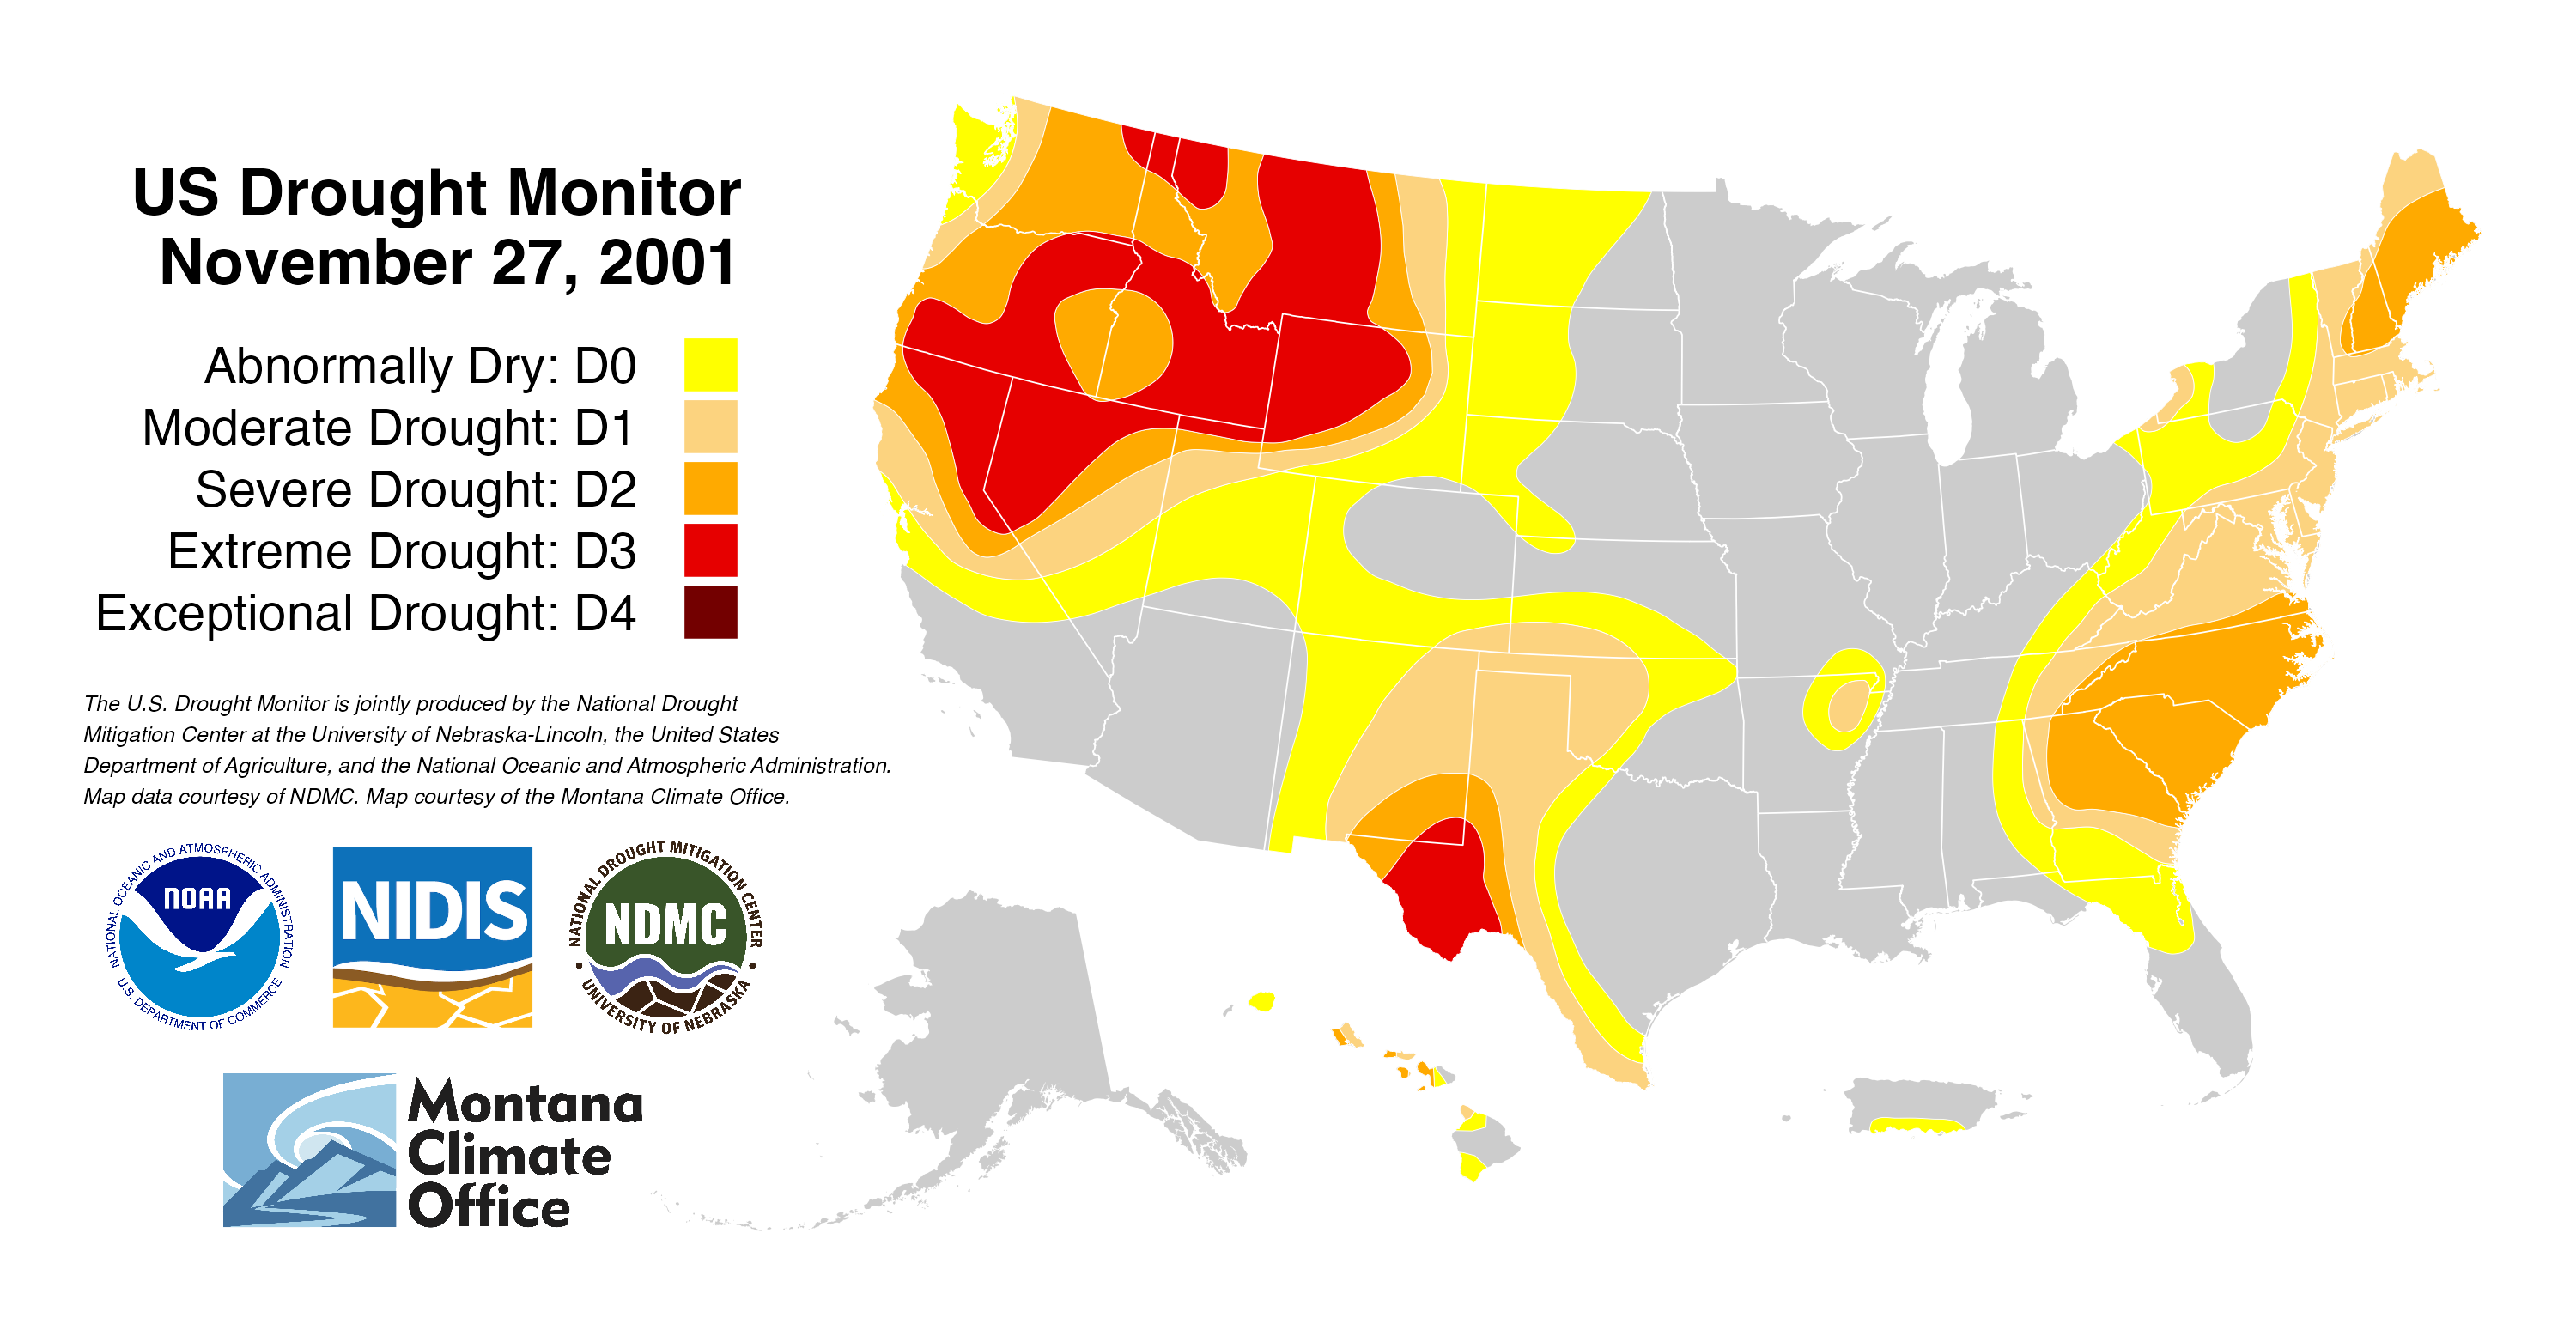 US Drought Monitor
November 27, 2001
Abnormally Dry: D0
Moderate Drought: D1
Severe Drought: D2
Extreme Drought: D3
Exceptional Drought: D4
The U.S. Drought Monitor is jointly produced by the National Drought
Mitigation Center at the University of Nebraska-Lincoln, the United States
Department of Agriculture, and the National Oceanic and Atmospheric Administration.
Map data courtesy of NDMC. Map courtesy of the Montana Climate Office.
NATIONAL OCEANIC AND ATMOSPHERIC ADMINISTRATION
NOAA
U.S. DEPARTMENT OF COMMERCE
NIDIS
NATIONAL DROUGHT MITIGATION CENTER
NDMC
UNIVERSITY OF NEBRASKA
Montana
Climate
Office